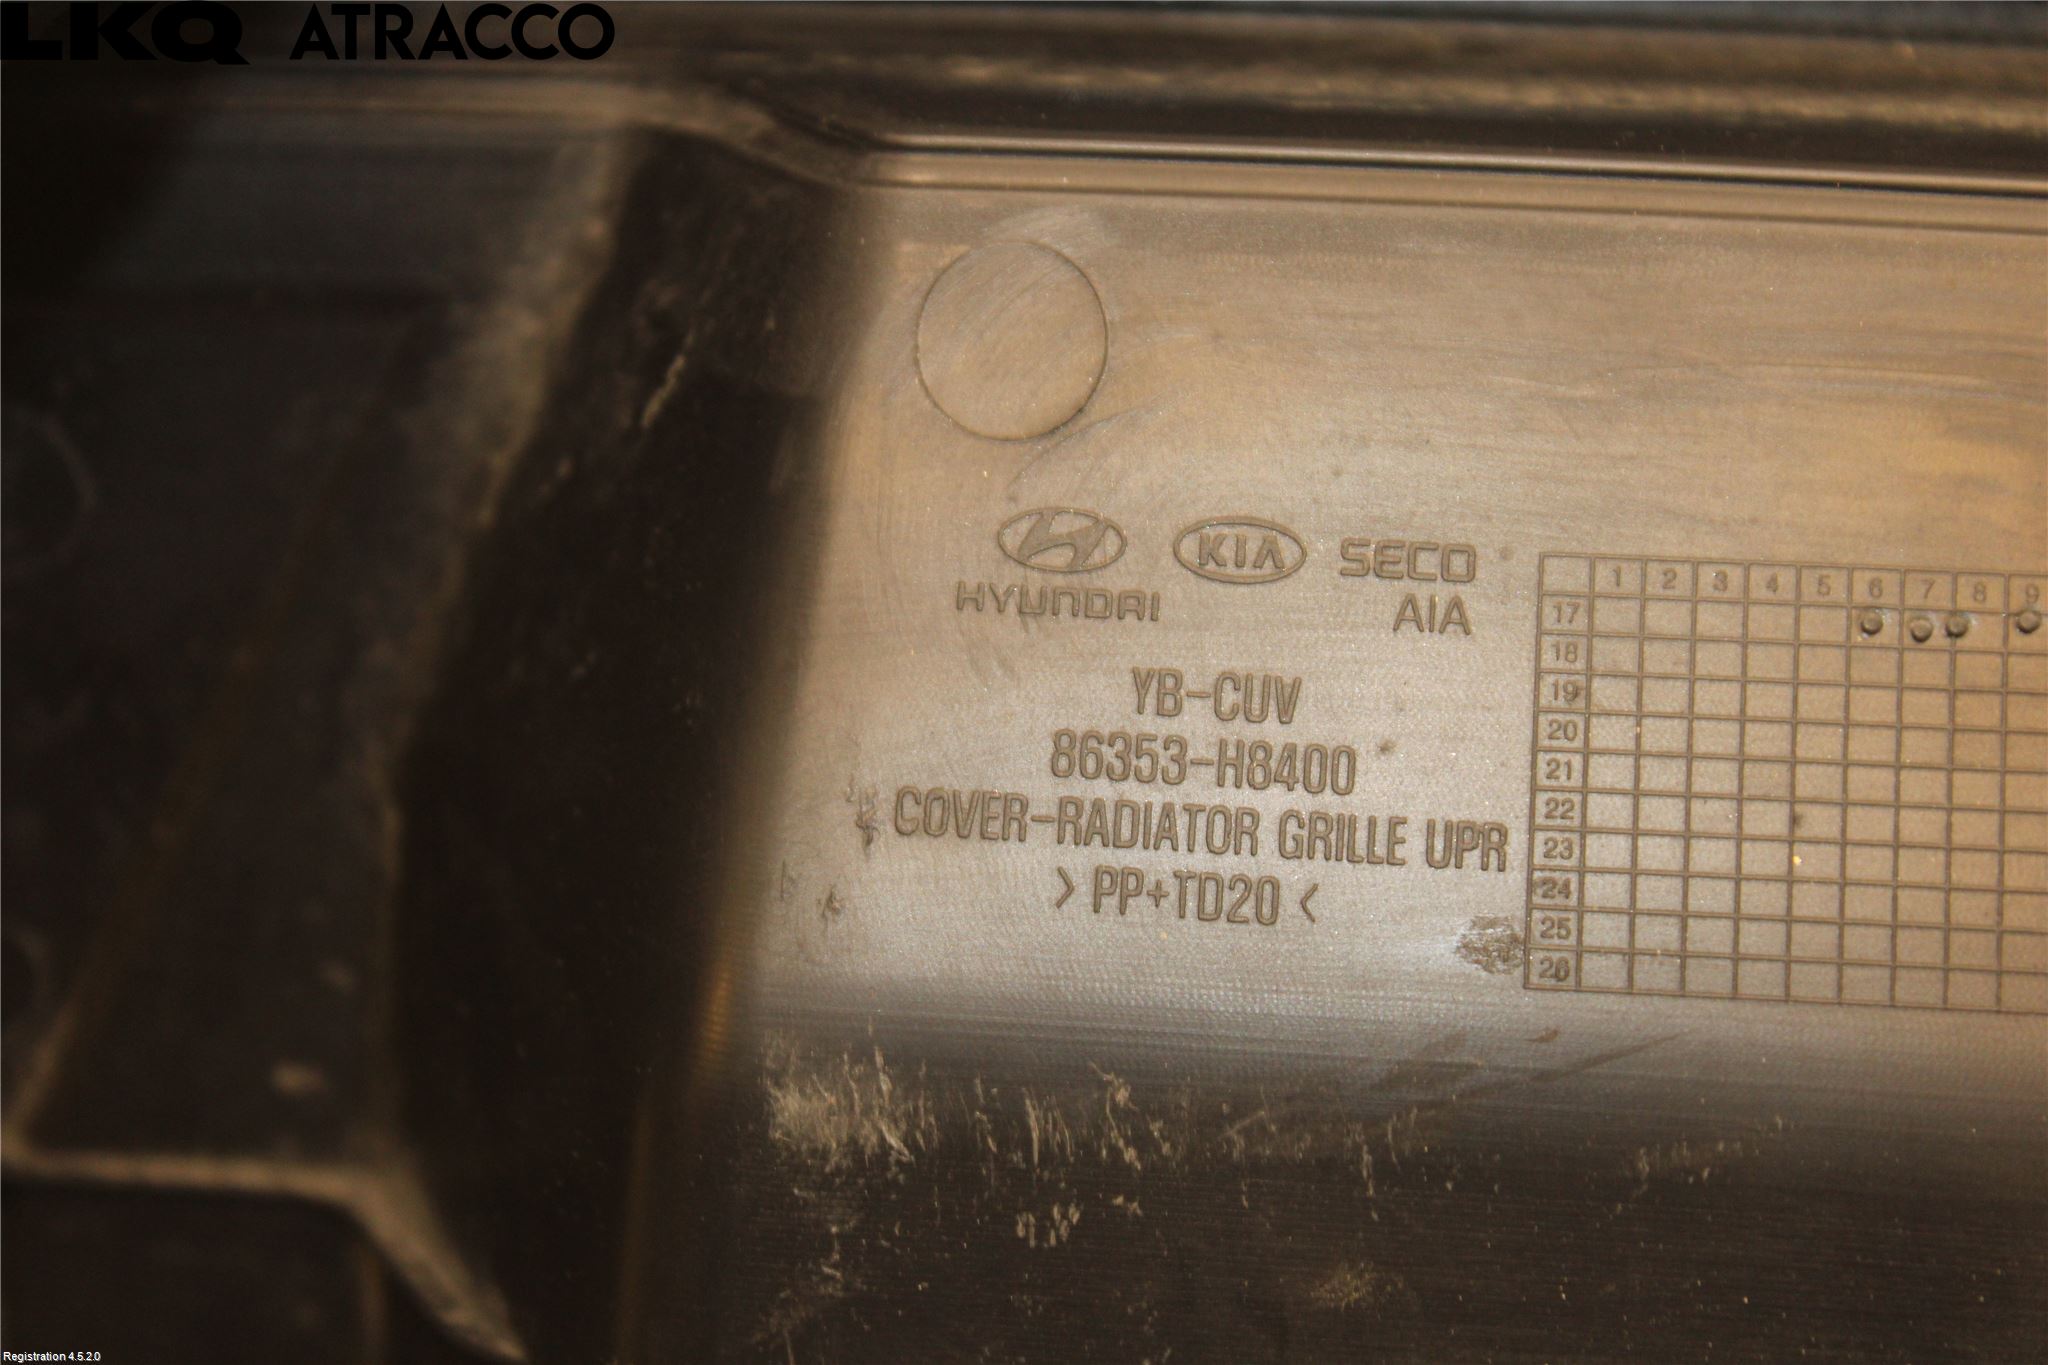 LKQ ATRACCO
HYUNDAI
KIA
SECO
AIA
YB-CUV
86353-H8400
COVER-RADIATOR GRILLE UPR
> PP+TD20 <
1 2 3 4 5 6 7 8 9
17
18
19
20
21
22
23
24
25
26
Registration 4.5.2.0